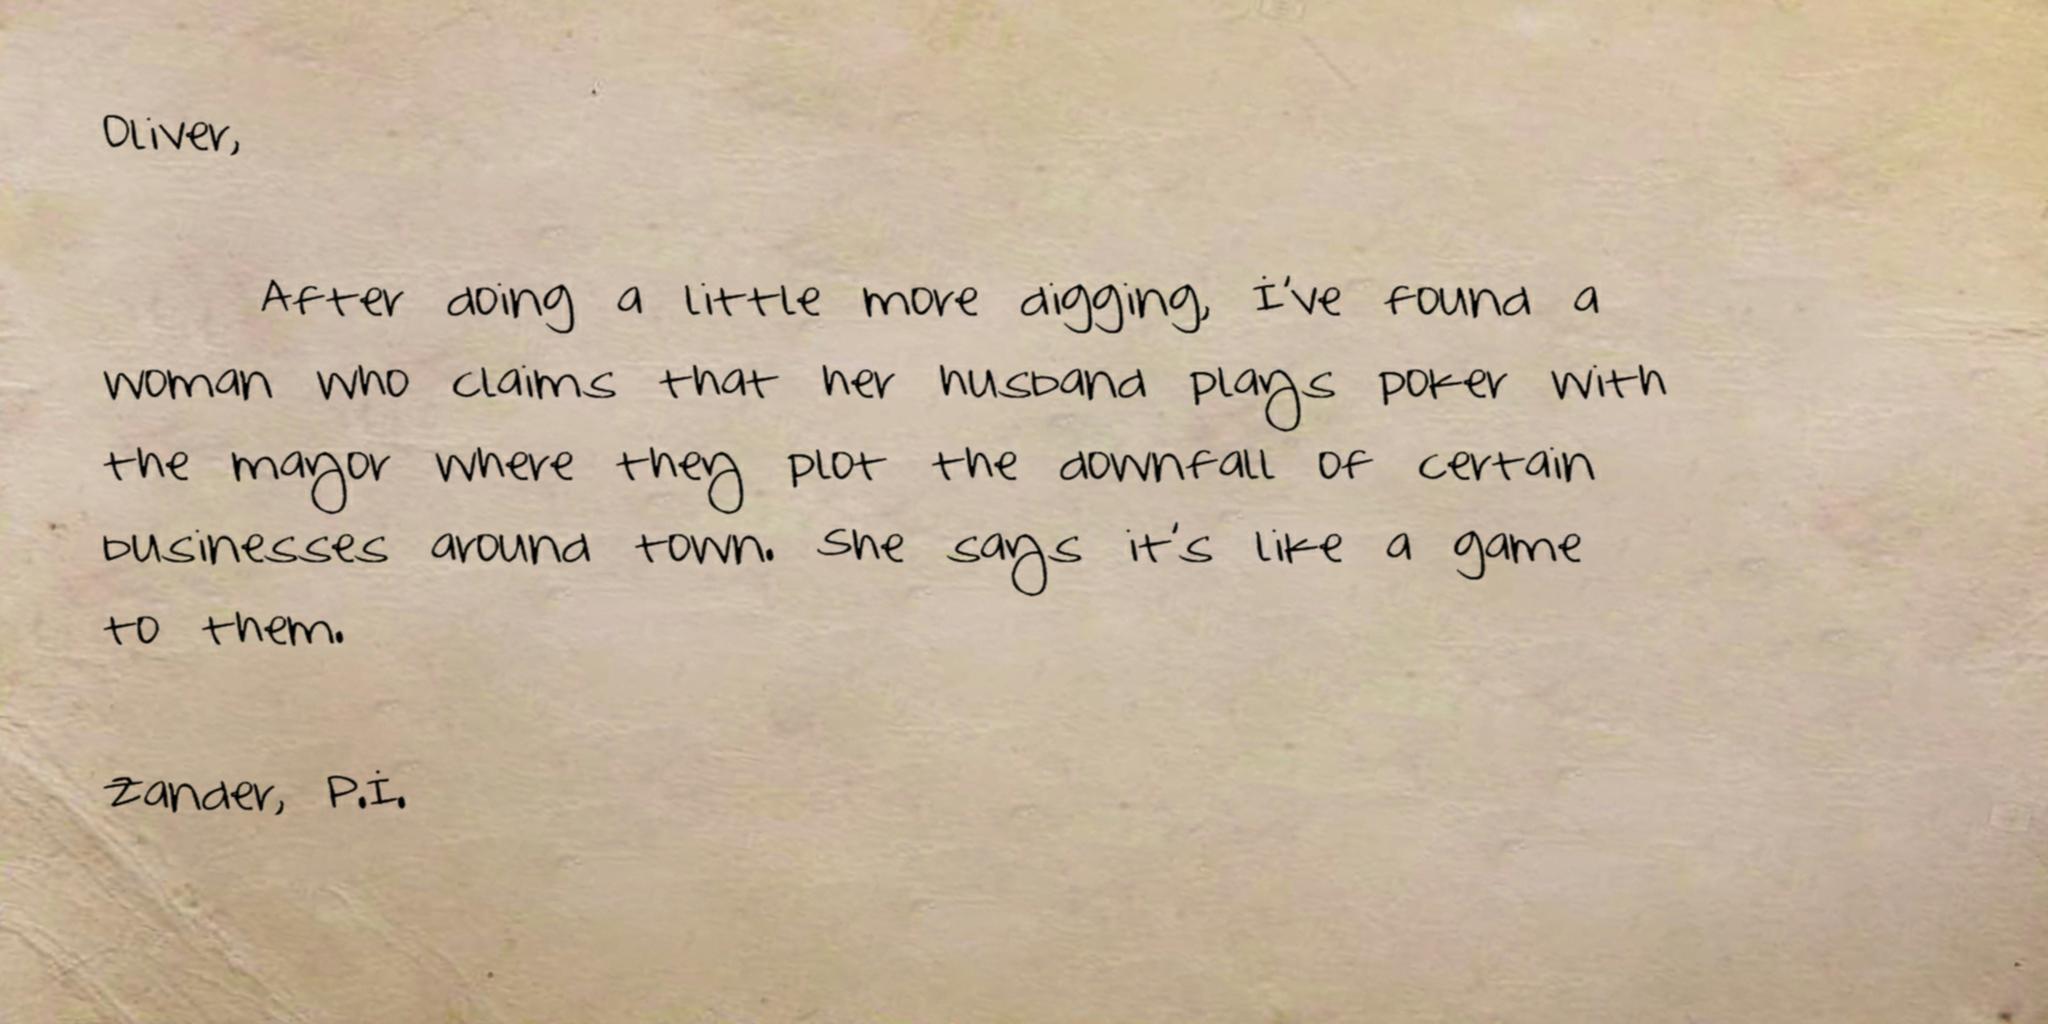 Oliver,
After doing a little more digging, I've found a
woman who claims that her husband plays poker with
the mayor where they plot the downfall of certain
businesses around town. She says it's like a game
to them.
Zander, P.I.